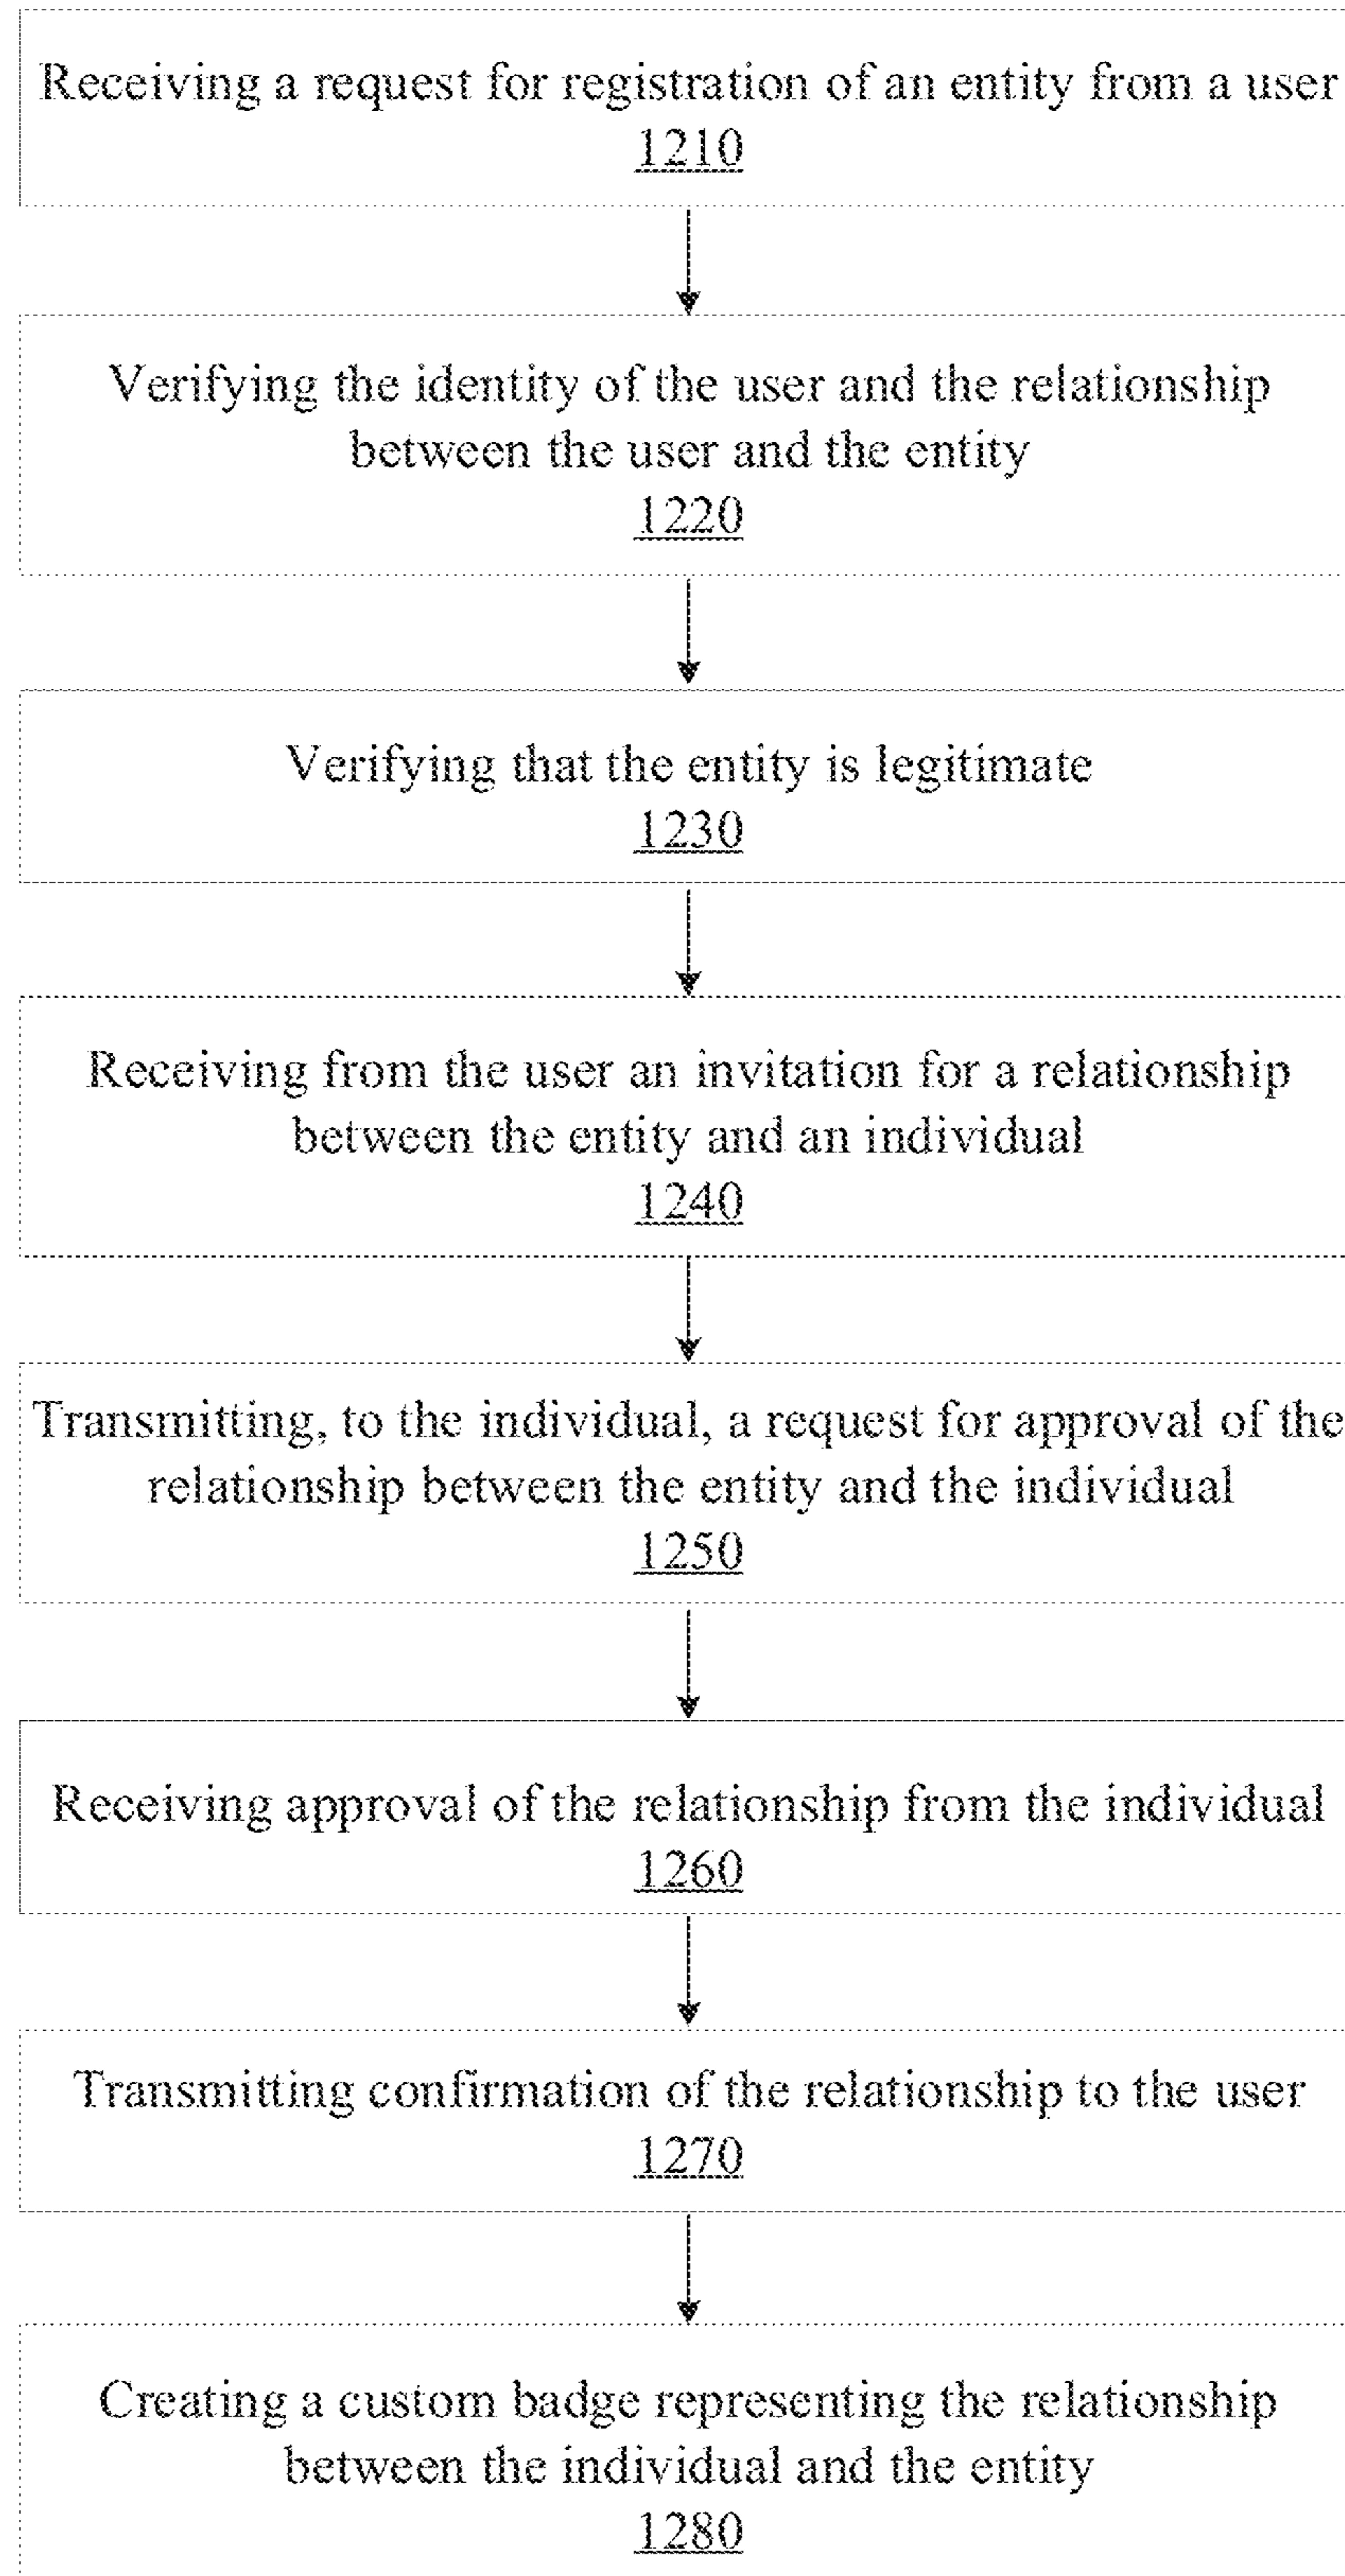 Receiving a request for registration of an entity from a user
1210
Verifying the identity of the user and the relationship
between the user and the entity
1220
Verifying that the entity is legitimate
1230
Receiving from the user an invitation for a relationship
between the entity and an individual
1240
Transmitting, to the individual, a request for approval of the
relationship between the entity and the individual
1250
Receiving approval of the relationship from the individual
1260
Transmitting confirmation of the relationship to the user
1270
Creating a custom badge representing the relationship
between the individual and the entity
1280